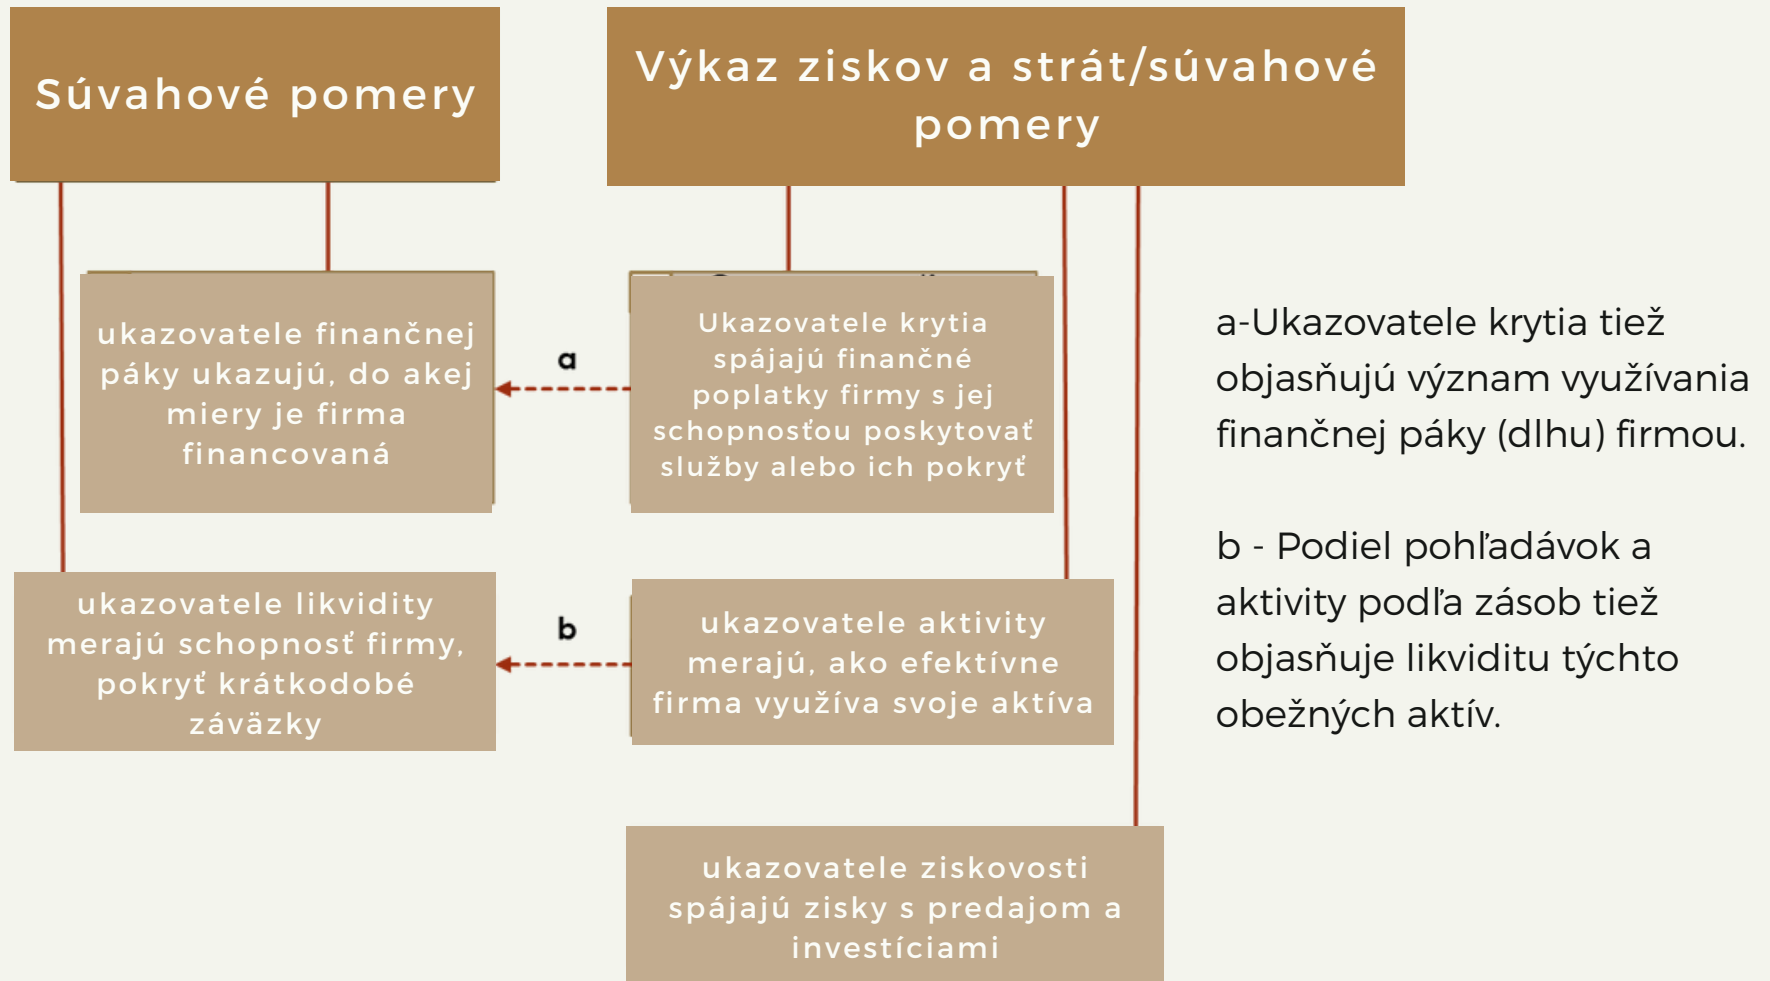 Súvahové pomery
Výkaz ziskov a strát/súvahové
pomery
ukazovatele finančnej
páky ukazujú, do akej
miery je firma
financovaná
a
Ukazovatele krytia
spájajú finančné
poplatky firmy s jej
schopnosťou poskytovať
služby alebo ich pokryť
a-Ukazovatele krytia tiež
objasňujú význam využívania
finančnej páky (dlhu) firmou.
ukazovatele likvidity
merajú schopnosť firmy,
pokryť krátkodobé
záväzky
b
ukazovatele aktivity
merajú, ako efektívne
firma využíva svoje aktíva
b - Podiel pohľadávok a
aktivity podľa zásob tiež
objasňuje likviditu týchto
obežných aktív.
ukazovatele ziskovosti
spájajú zisky s predajom a
investíciami